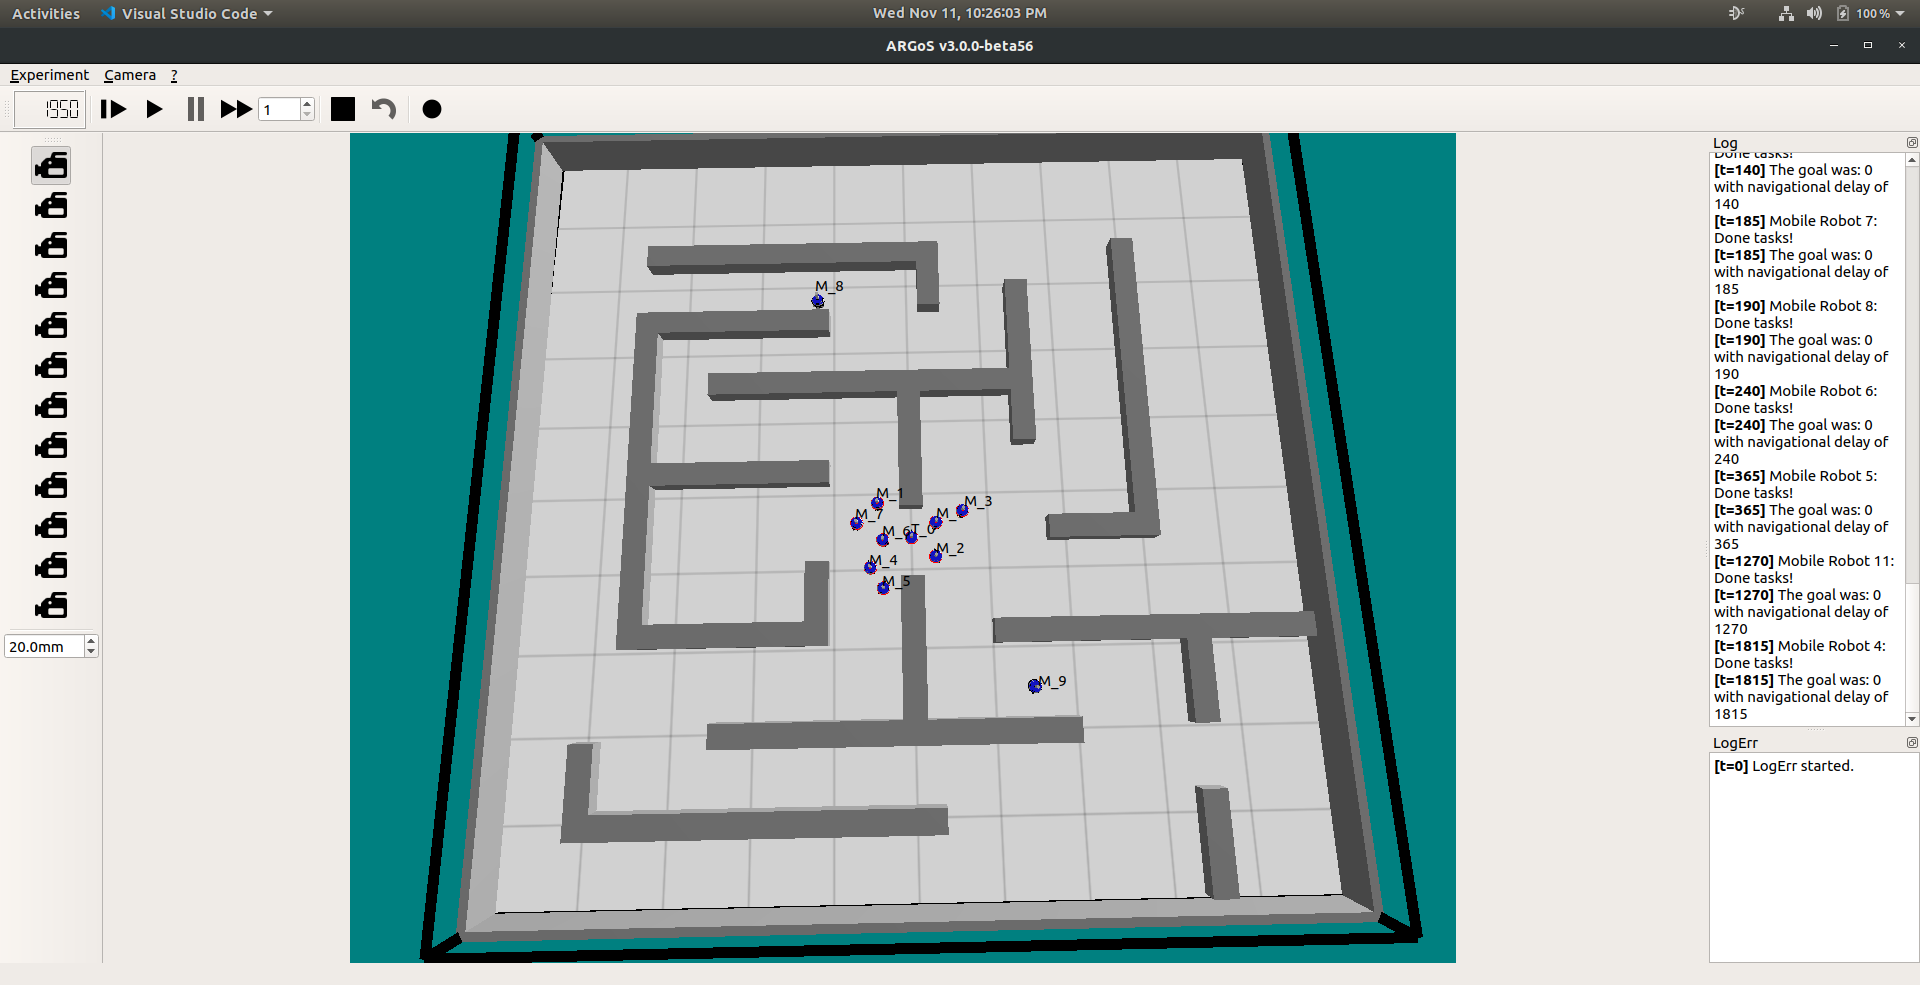 Activities Visual Studio Code Wed Nov 11, 10:26:03 PM 100 %
ARGoS v3.0.0-beta56
Experiment Camera ?
1950 1
20.0mm
M_8
M_1
M_3
M_7
M_
M_6
T_0
M_2
M_4
M_5
M_9
Log
Done tasks!
[t=140] The goal was: 0
with navigational delay of
140
[t=185] Mobile Robot 7:
Done tasks!
[t=185] The goal was: 0
with navigational delay of
185
[t=190] Mobile Robot 8:
Done tasks!
[t=190] The goal was: 0
with navigational delay of
190
[t=240] Mobile Robot 6:
Done tasks!
[t=240] The goal was: 0
with navigational delay of
240
[t=365] Mobile Robot 5:
Done tasks!
[t=365] The goal was: 0
with navigational delay of
365
[t=1270] Mobile Robot 11:
Done tasks!
[t=1270] The goal was: 0
with navigational delay of
1270
[t=1815] Mobile Robot 4:
Done tasks!
[t=1815] The goal was: 0
with navigational delay of
1815
LogErr
[t=0] LogErr started.